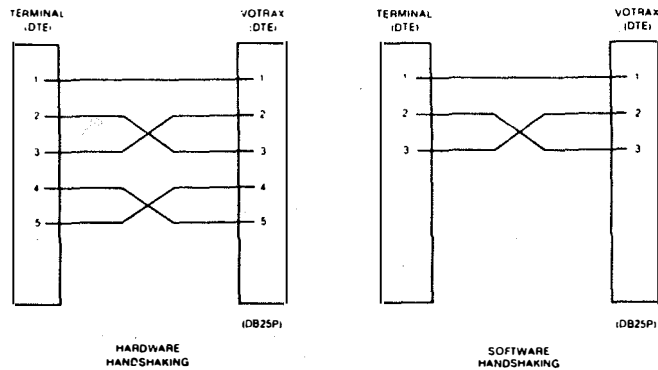 TERMINAL
(DTE)
VOTRAX
(DTE)
1
1
2
2
3
3
4
4
5
5
(DB25P)
HARDWARE
HANDSHAKING
TERMINAL
(DTE)
VOTRAX
(DTE)
1
1
2
2
3
3
(DB25P)
SOFTWARE
HANDSHAKING